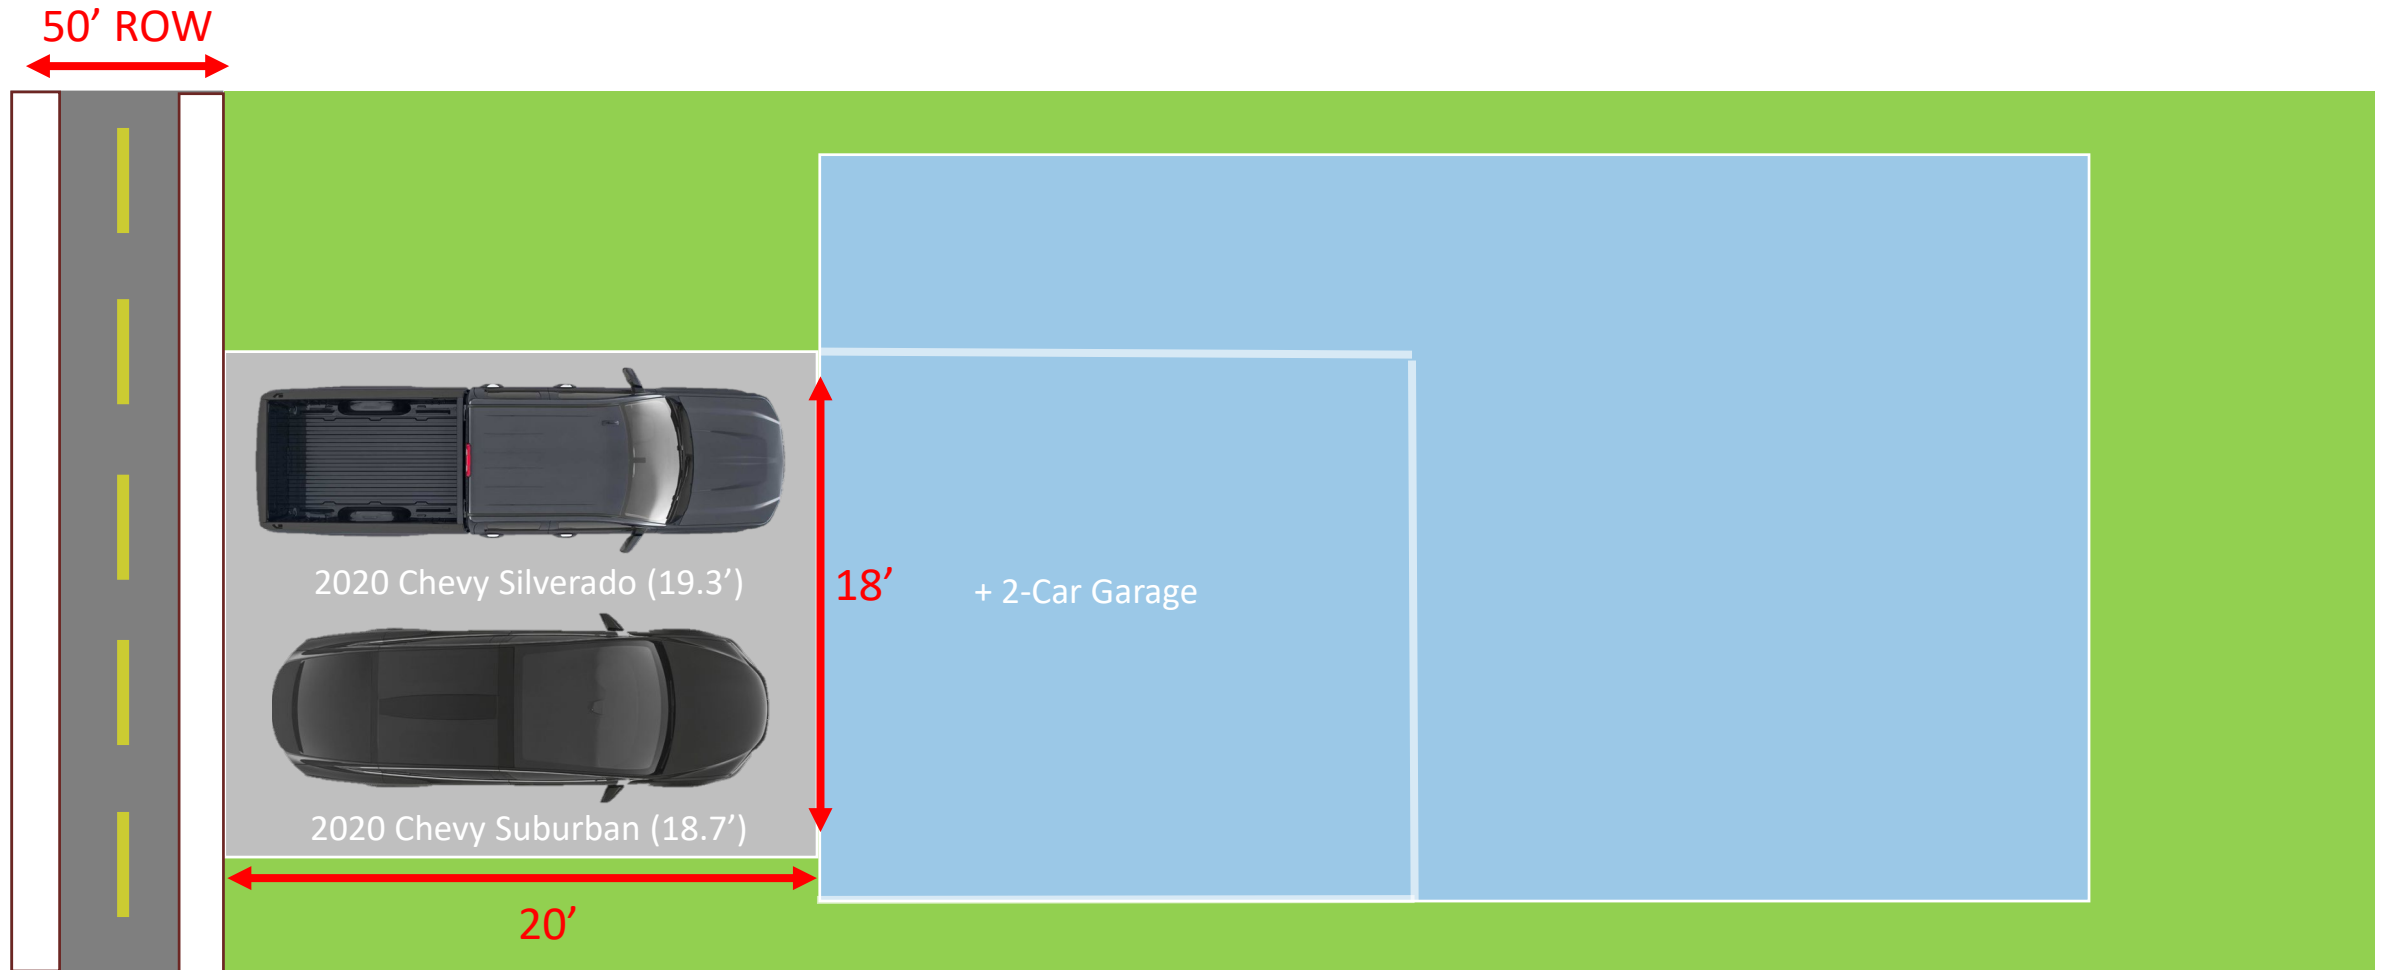 50’ ROW
2020 Chevy Silverado (19.3’)
18’
+ 2-Car Garage
2020 Chevy Suburban (18.7’)
20’